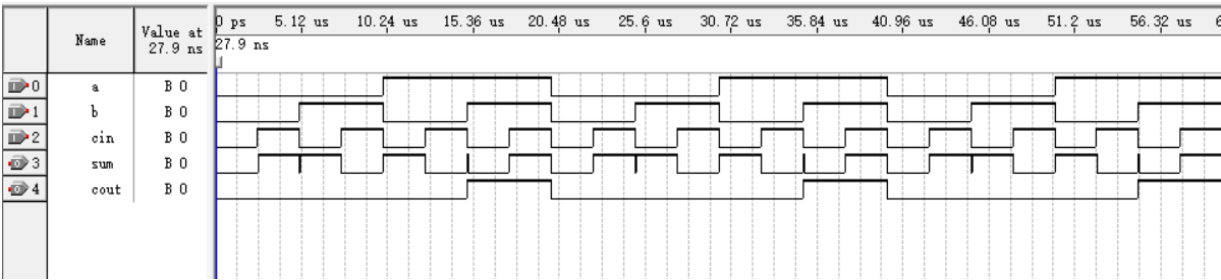 Name
Value at
27.9 ns
0 ps 5.12 us 10.24 us 15.36 us 20.48 us 25.6 us 30.72 us 35.84 us 40.96 us 46.08 us 51.2 us 56.32 us
27.9 ns
0 a B 0
1 b B 0
2 cin B 0
3 sum B 0
4 cout B 0